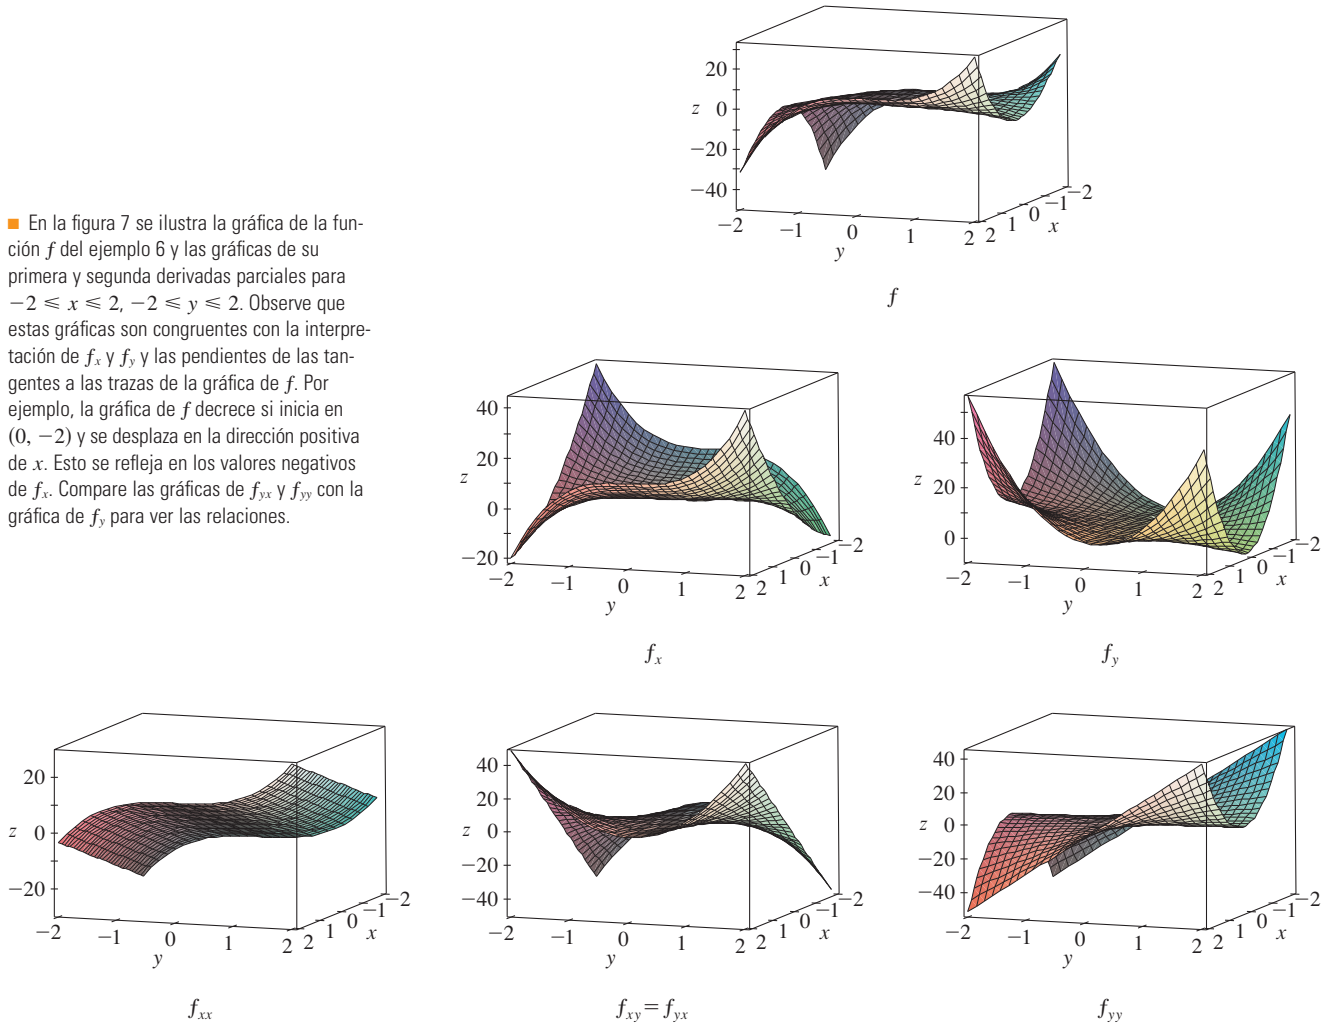 20
z 0
−20
−40
−2 −1 0 1 2 2 1 0 −1 −2
y x
f
■ En la figura 7 se ilustra la gráfica de la fun-
ción f del ejemplo 6 y las gráficas de su
primera y segunda derivadas parciales para
−2 ≤ x ≤ 2, −2 ≤ y ≤ 2. Observe que
estas gráficas son congruentes con la interpre-
tación de fx y fy y las pendientes de las tan-
gentes a las trazas de la gráfica de f. Por
ejemplo, la gráfica de f decrece si inicia en
(0, −2) y se desplaza en la dirección positiva
de x. Esto se refleja en los valores negativos
de fx. Compare las gráficas de fyx y fyy con la
gráfica de fy para ver las relaciones.
40
20
z
0
−20
−2 −1 0 1 2 2 1 0 −1 −2
y x
fx
40
z
20
0
−2 −1 0 1 2 2 1 0 −1 −2
y x
fy
20
z 0
−20
−2 −1 0 1 2 2 1 0 −1 −2
y x
fxx
40
20
z 0
−20
−40
−2 −1 0 1 2 2 1 0 −1 −2
y x
fxy = fyx
40
20
z 0
−20
−40
−2 −1 0 1 2 2 1 0 −1 −2
y x
fyy